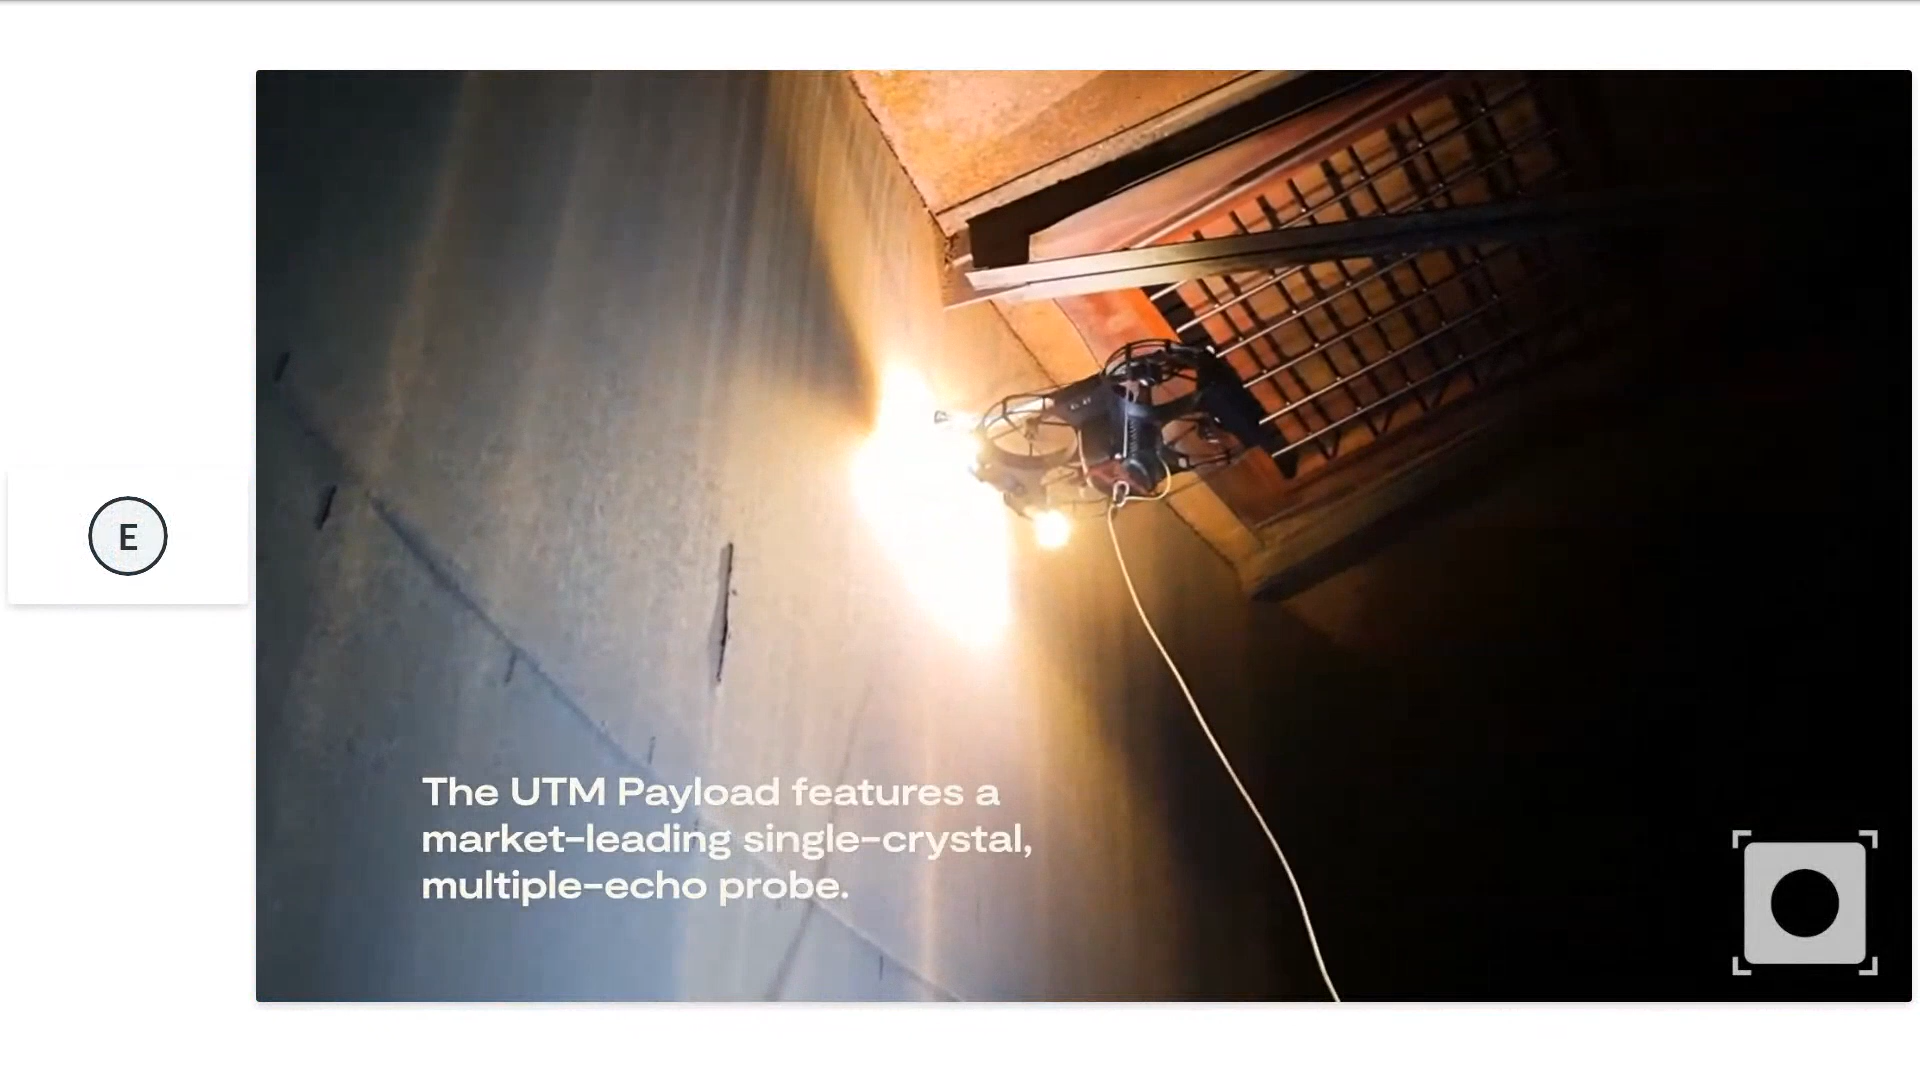 E
The UTM Payload features a
market-leading single-crystal,
multiple-echo probe.